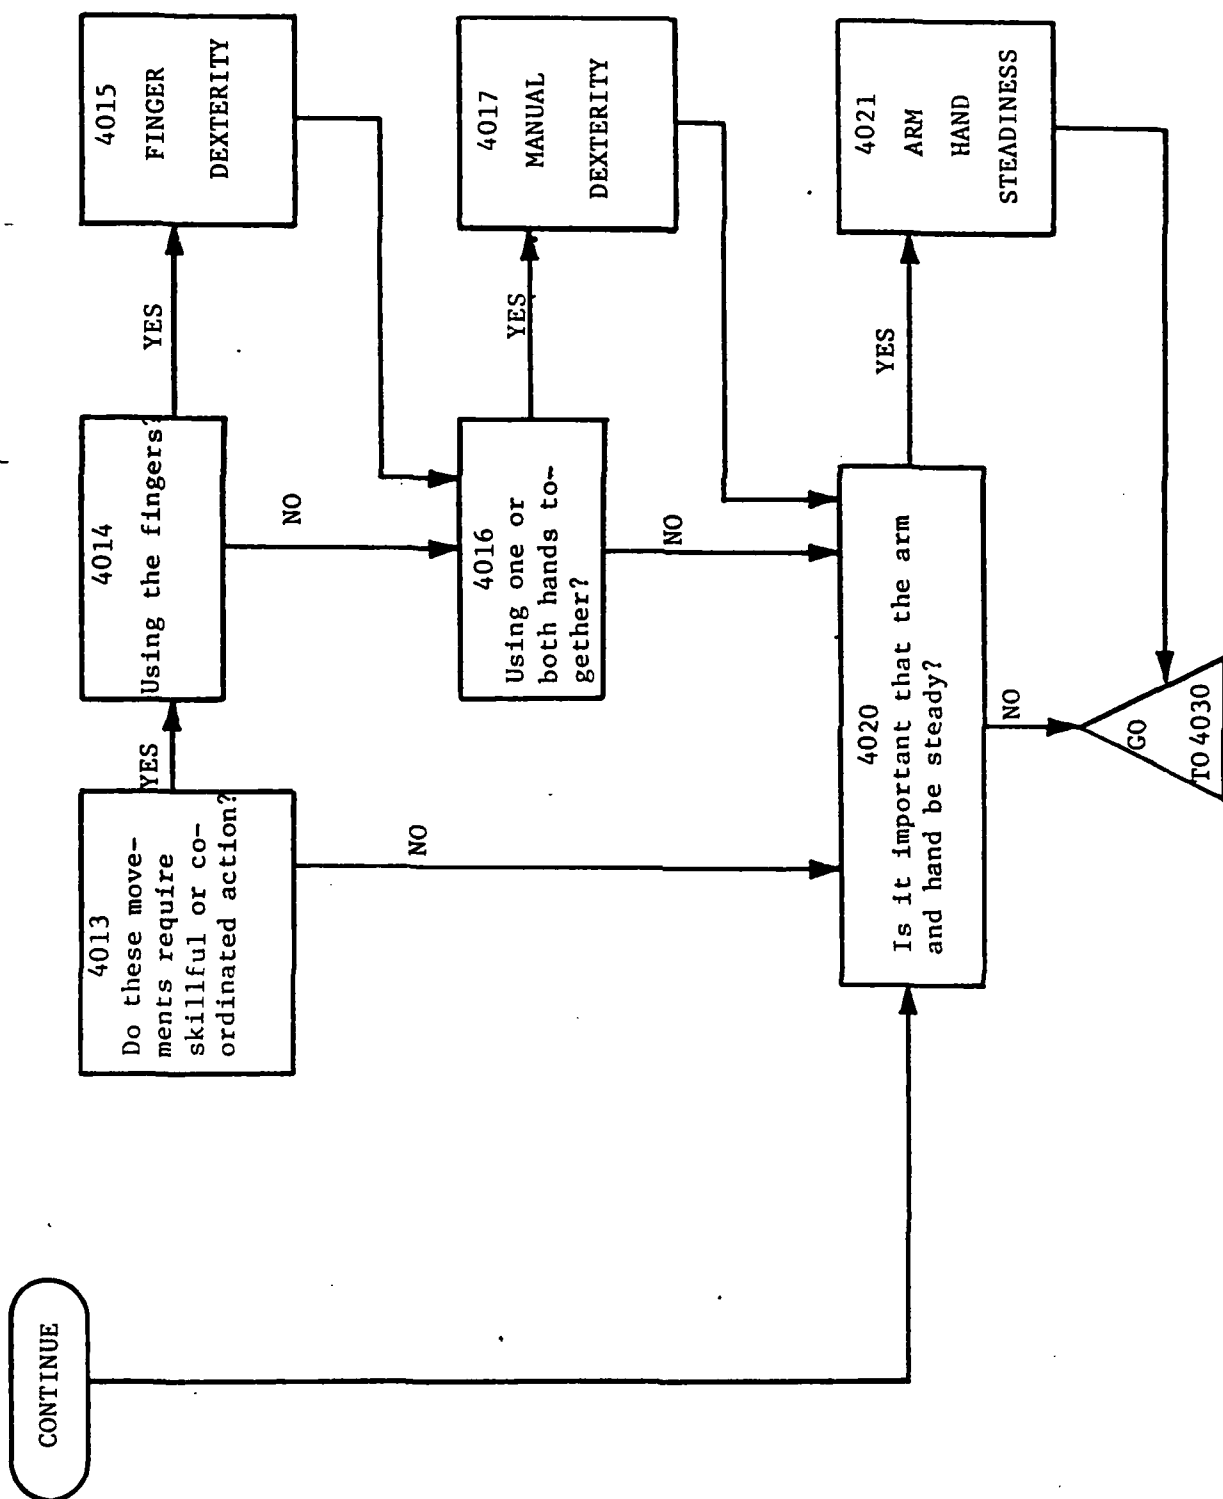 CONTINUE
4013
Do these move-
ments require
skillful or co-
ordinated action?
YES
NO
4014
Using the fingers?
YES
NO
4015
FINGER
DEXTERITY
4016
Using one or
both hands to-
gether?
YES
NO
4017
MANUAL
DEXTERITY
4020
Is it important that the arm
and hand be steady?
YES
NO
4021
ARM
HAND
STEADINESS
GO
TO 4030